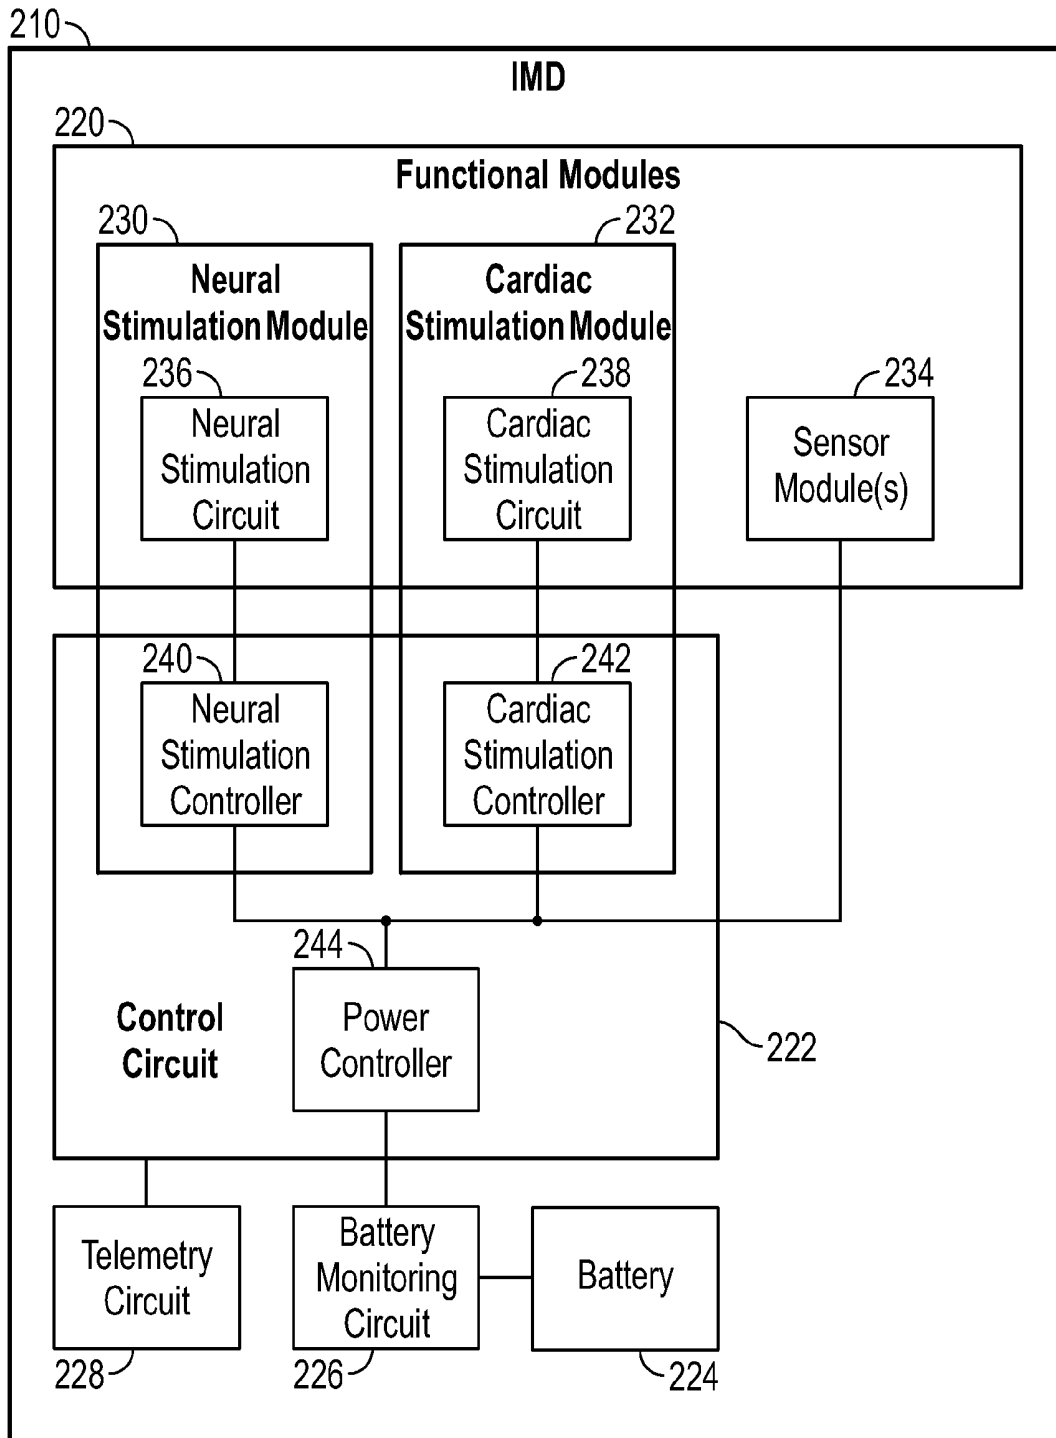 210
IMD
220
Functional Modules
230
232
Neural
Stimulation Module
Cardiac
Stimulation Module
236
238
234
Neural
Stimulation
Circuit
Cardiac
Stimulation
Circuit
Sensor
Module(s)
240
242
Neural
Stimulation
Controller
Cardiac
Stimulation
Controller
244
Control
Circuit
Power
Controller
222
Telemetry
Circuit
Battery
Monitoring
Circuit
Battery
228
226
224